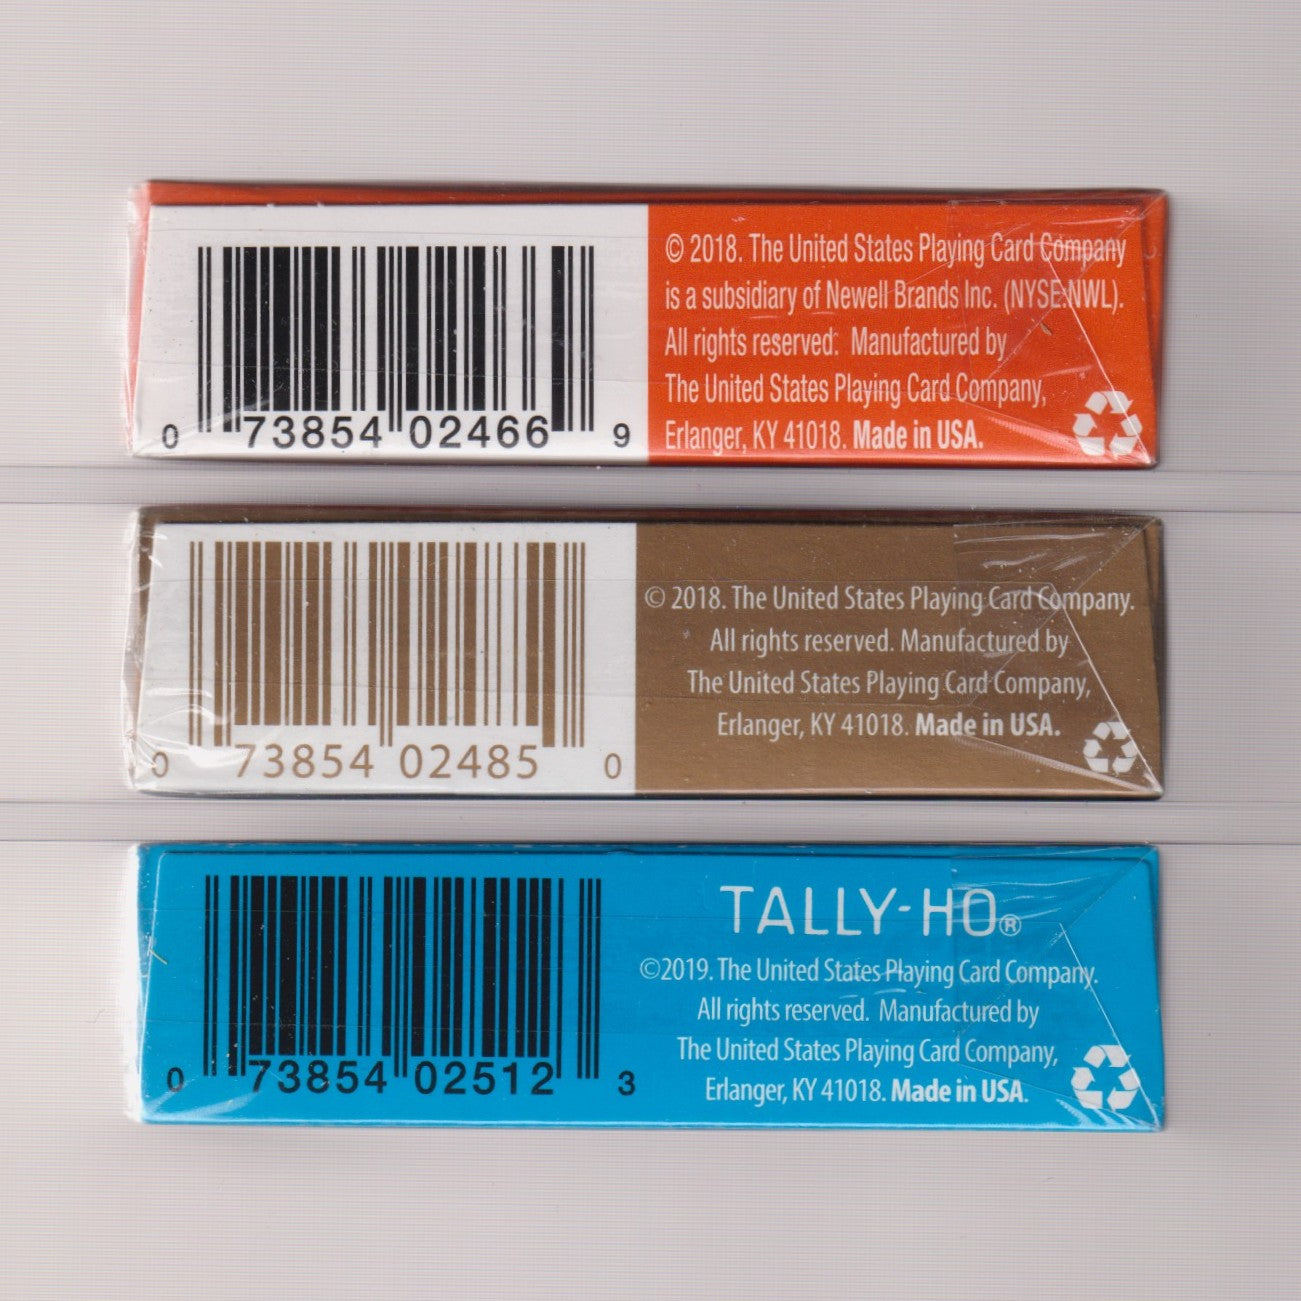 0 73854 02466 9
© 2018. The United States Playing Card Company
is a subsidiary of Newell Brands Inc. (NYSE:NWL).
All rights reserved. Manufactured by
The United States Playing Card Company,
Erlanger, KY 41018. Made in USA.
0 73854 02485 0
© 2018. The United States Playing Card Company.
All rights reserved. Manufactured by
The United States Playing Card Company,
Erlanger, KY 41018. Made in USA.
0 73854 02512 3
TALLY-HO®
©2019. The United States Playing Card Company.
All rights reserved. Manufactured by
The United States Playing Card Company,
Erlanger, KY 41018. Made in USA.